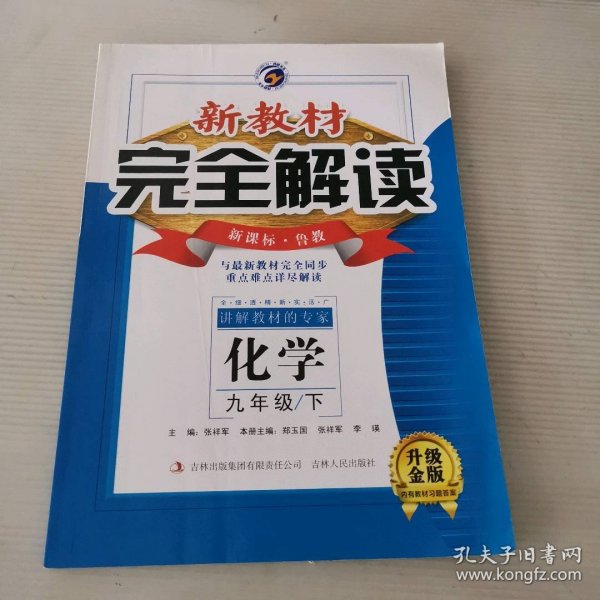 新教材
完全解读
新课标·鲁教
与最新教材完全同步
重点难点详尽解读
全·细·透·精·新·实·活·广
讲解教材的专家
化学
九年级/下
主 编：张祥军 本册主编：郑玉国 张祥军 李 瑛
吉林出版集团有限责任公司 吉林人民出版社
升级
金版
内有教材习题答案
孔夫子旧书网
www.kongfz.com